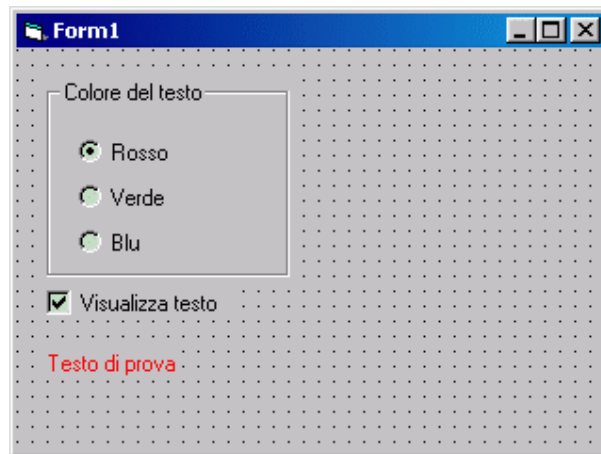 Form1
Colore del testo
Rosso
Verde
Blu
Visualizza testo
Testo di prova